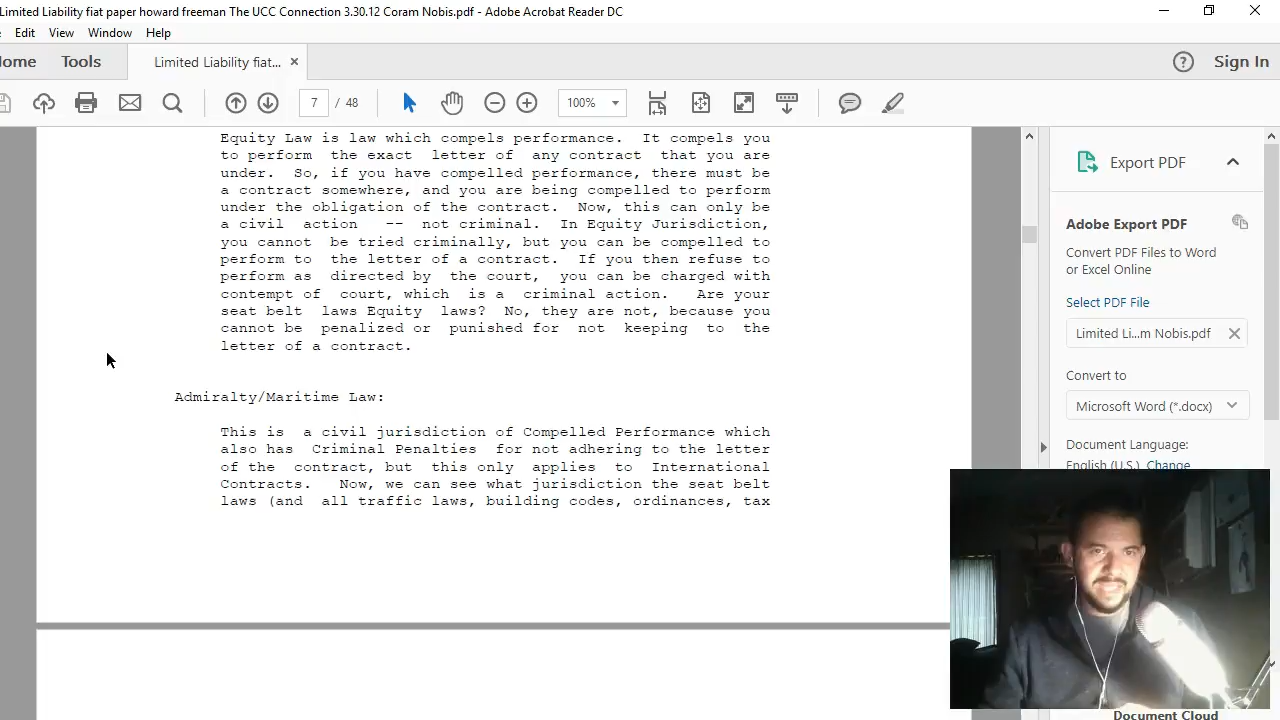 Limited Liability fiat paper howard freeman The UCC Connection 3.30.12 Coram Nobis.pdf - Adobe Acrobat Reader DC
Edit View Window Help
Tools Limited Liability fiat... Sign In
7 / 48 100%
Equity Law is law which compels performance. It compels you
to perform the exact letter of any contract that you are
under. So, if you have compelled performance, there must be
a contract somewhere, and you are being compelled to perform
under the obligation of the contract. Now, this can only be
a civil action -- not criminal. In Equity Jurisdiction,
you cannot be tried criminally, but you can be compelled to
perform to the letter of a contract. If you then refuse to
perform as directed by the court, you can be charged with
contempt of court, which is a criminal action. Are your
seat belt laws Equity laws? No, they are not, because you
cannot be penalized or punished for not keeping to the
letter of a contract.
Admiralty/Maritime Law:
This is a civil jurisdiction of Compelled Performance which
also has Criminal Penalties for not adhering to the letter
of the contract, but this only applies to International
Contracts. Now, we can see what jurisdiction the seat belt
laws (and all traffic laws, building codes, ordinances, tax
Export PDF
Adobe Export PDF
Convert PDF Files to Word
or Excel Online
Select PDF File
Limited Li...m Nobis.pdf
Convert to
Microsoft Word (*.docx)
Document Language:
English (U.S.) Change
Document Cloud